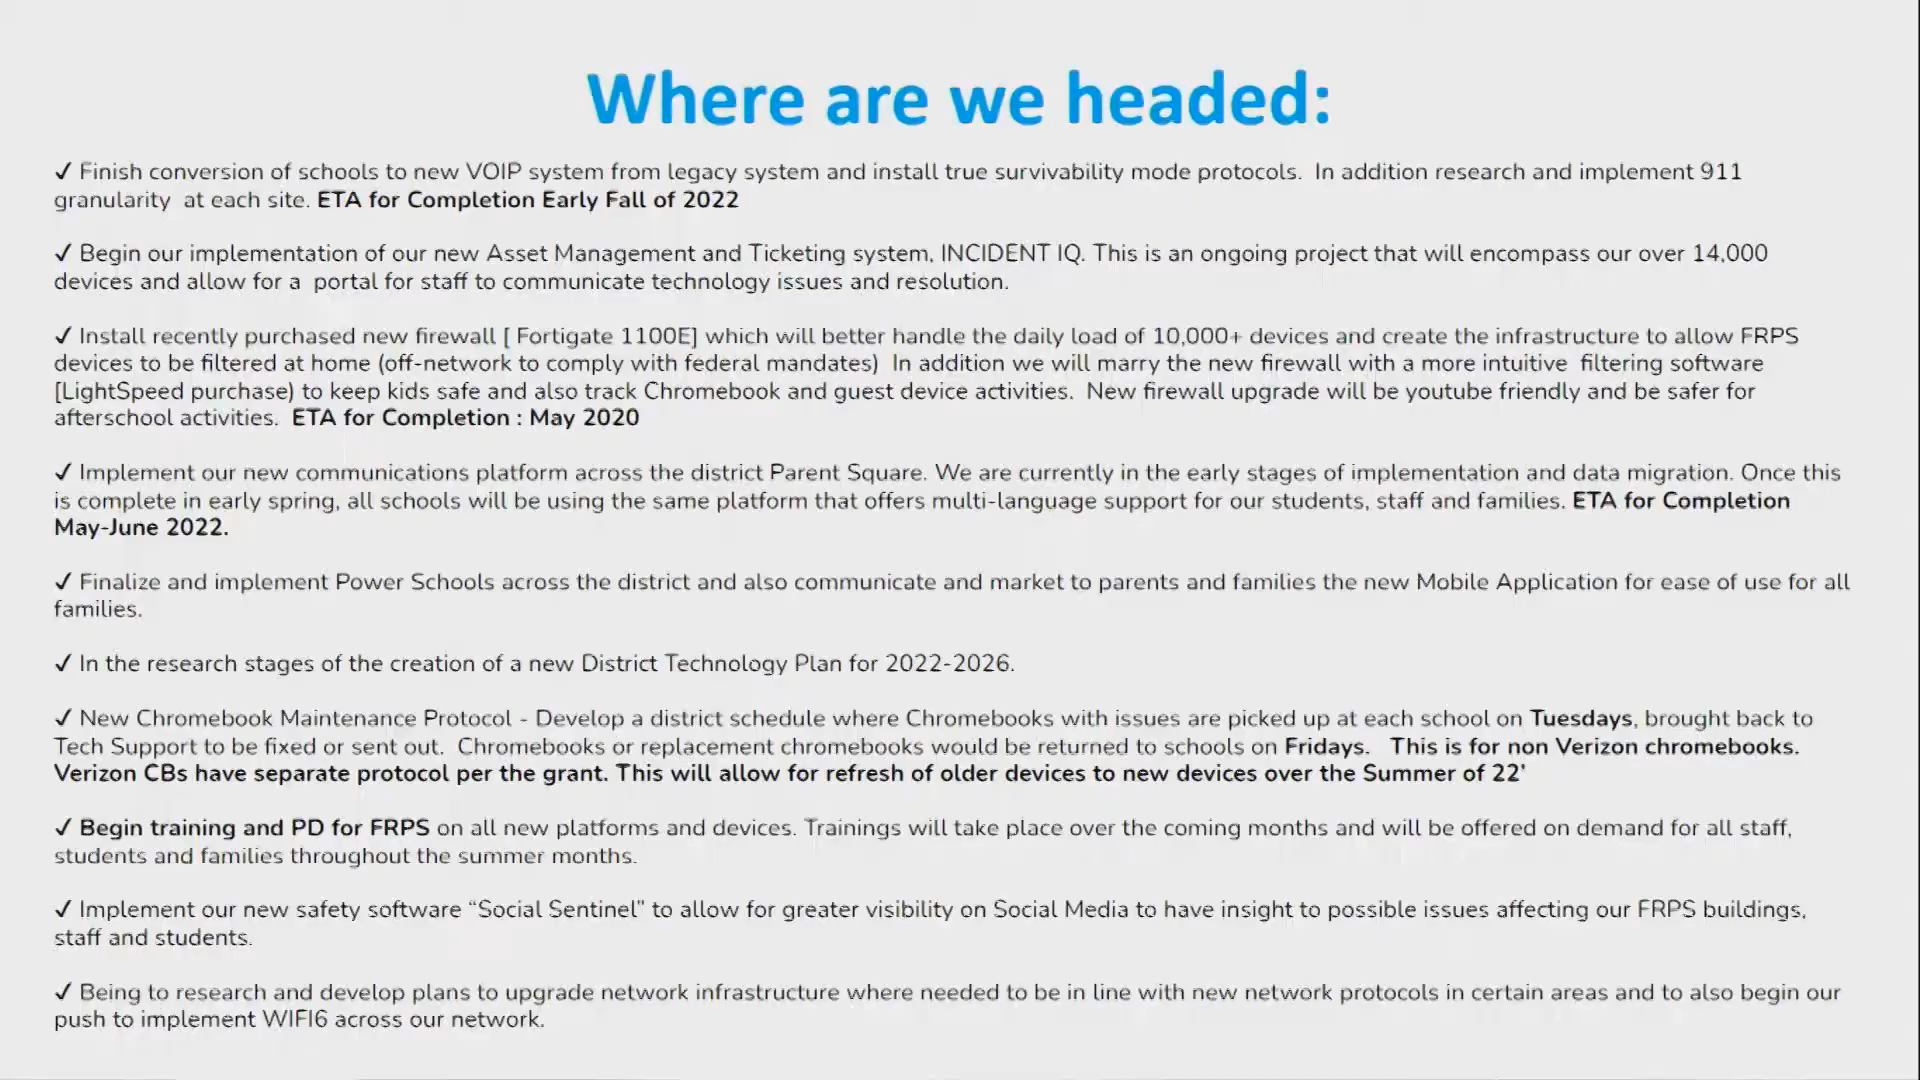 Where are we headed:
✓ Finish conversion of schools to new VOIP system from legacy system and install true survivability mode protocols.  In addition research and implement 911
granularity  at each site. ETA for Completion Early Fall of 2022
✓ Begin our implementation of our new Asset Management and Ticketing system, INCIDENT IQ. This is an ongoing project that will encompass our over 14,000
devices and allow for a  portal for staff to communicate technology issues and resolution.
✓ Install recently purchased new firewall [ Fortigate 1100E] which will better handle the daily load of 10,000+ devices and create the infrastructure to allow FRPS
devices to be filtered at home (off-network to comply with federal mandates)  In addition we will marry the new firewall with a more intuitive  filtering software
[LightSpeed purchase) to keep kids safe and also track Chromebook and guest device activities.  New firewall upgrade will be youtube friendly and be safer for
afterschool activities.  ETA for Completion : May 2020
✓ Implement our new communications platform across the district Parent Square. We are currently in the early stages of implementation and data migration. Once this
is complete in early spring, all schools will be using the same platform that offers multi-language support for our students, staff and families. ETA for Completion
May-June 2022.
✓ Finalize and implement Power Schools across the district and also communicate and market to parents and families the new Mobile Application for ease of use for all
families.
✓ In the research stages of the creation of a new District Technology Plan for 2022-2026.
✓ New Chromebook Maintenance Protocol - Develop a district schedule where Chromebooks with issues are picked up at each school on Tuesdays, brought back to
Tech Support to be fixed or sent out.  Chromebooks or replacement chromebooks would be returned to schools on Fridays.   This is for non Verizon chromebooks.
Verizon CBs have separate protocol per the grant. This will allow for refresh of older devices to new devices over the Summer of 22'
✓ Begin training and PD for FRPS on all new platforms and devices. Trainings will take place over the coming months and will be offered on demand for all staff,
students and families throughout the summer months.
✓ Implement our new safety software “Social Sentinel” to allow for greater visibility on Social Media to have insight to possible issues affecting our FRPS buildings,
staff and students.
✓ Being to research and develop plans to upgrade network infrastructure where needed to be in line with new network protocols in certain areas and to also begin our
push to implement WIFI6 across our network.